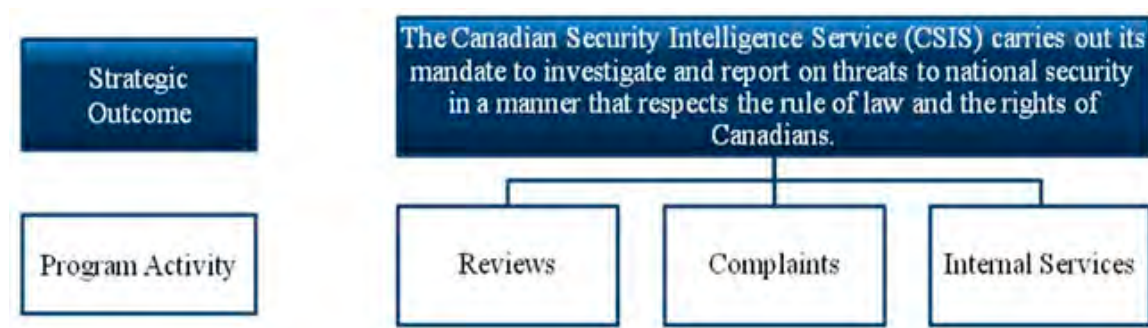 Strategic
Outcome
The Canadian Security Intelligence Service (CSIS) carries out its
mandate to investigate and report on threats to national security
in a manner that respects the rule of law and the rights of
Canadians.
Program Activity
Reviews
Complaints
Internal Services